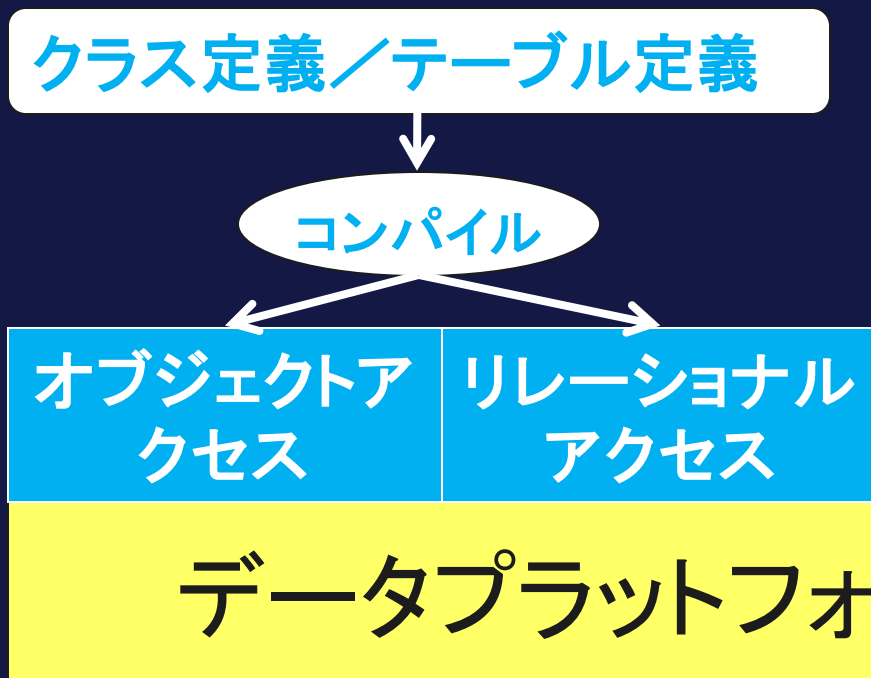 クラス定義／テーブル定義
コンパイル
オブジェクトア
クセス
リレーショナル
アクセス
データプラットフォ